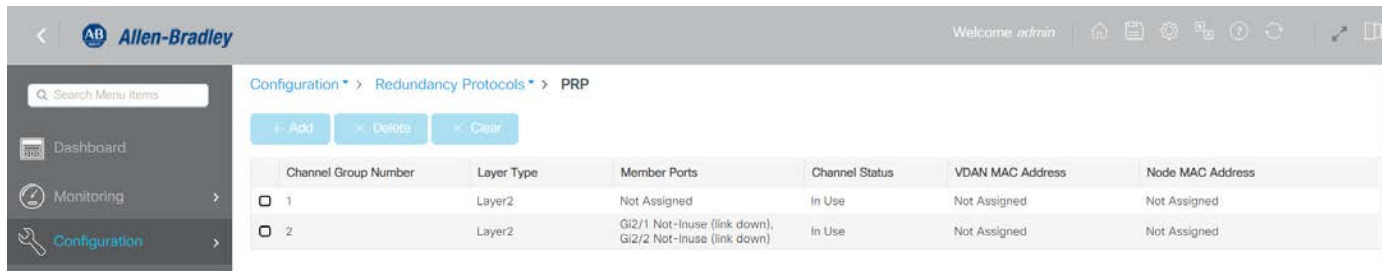 AB Allen-Bradley
Welcome admin
Search Menu Items
Configuration > Redundancy Protocols > PRP
+ Add × Delete × Clear
Dashboard
Channel Group Number Layer Type Member Ports Channel Status VDAN MAC Address Node MAC Address
Monitoring
1 Layer2 Not Assigned In Use Not Assigned Not Assigned
2 Layer2 Gi2/1 Not-Inuse (link down), In Use Not Assigned Not Assigned
Gi2/2 Not-Inuse (link down)
Configuration